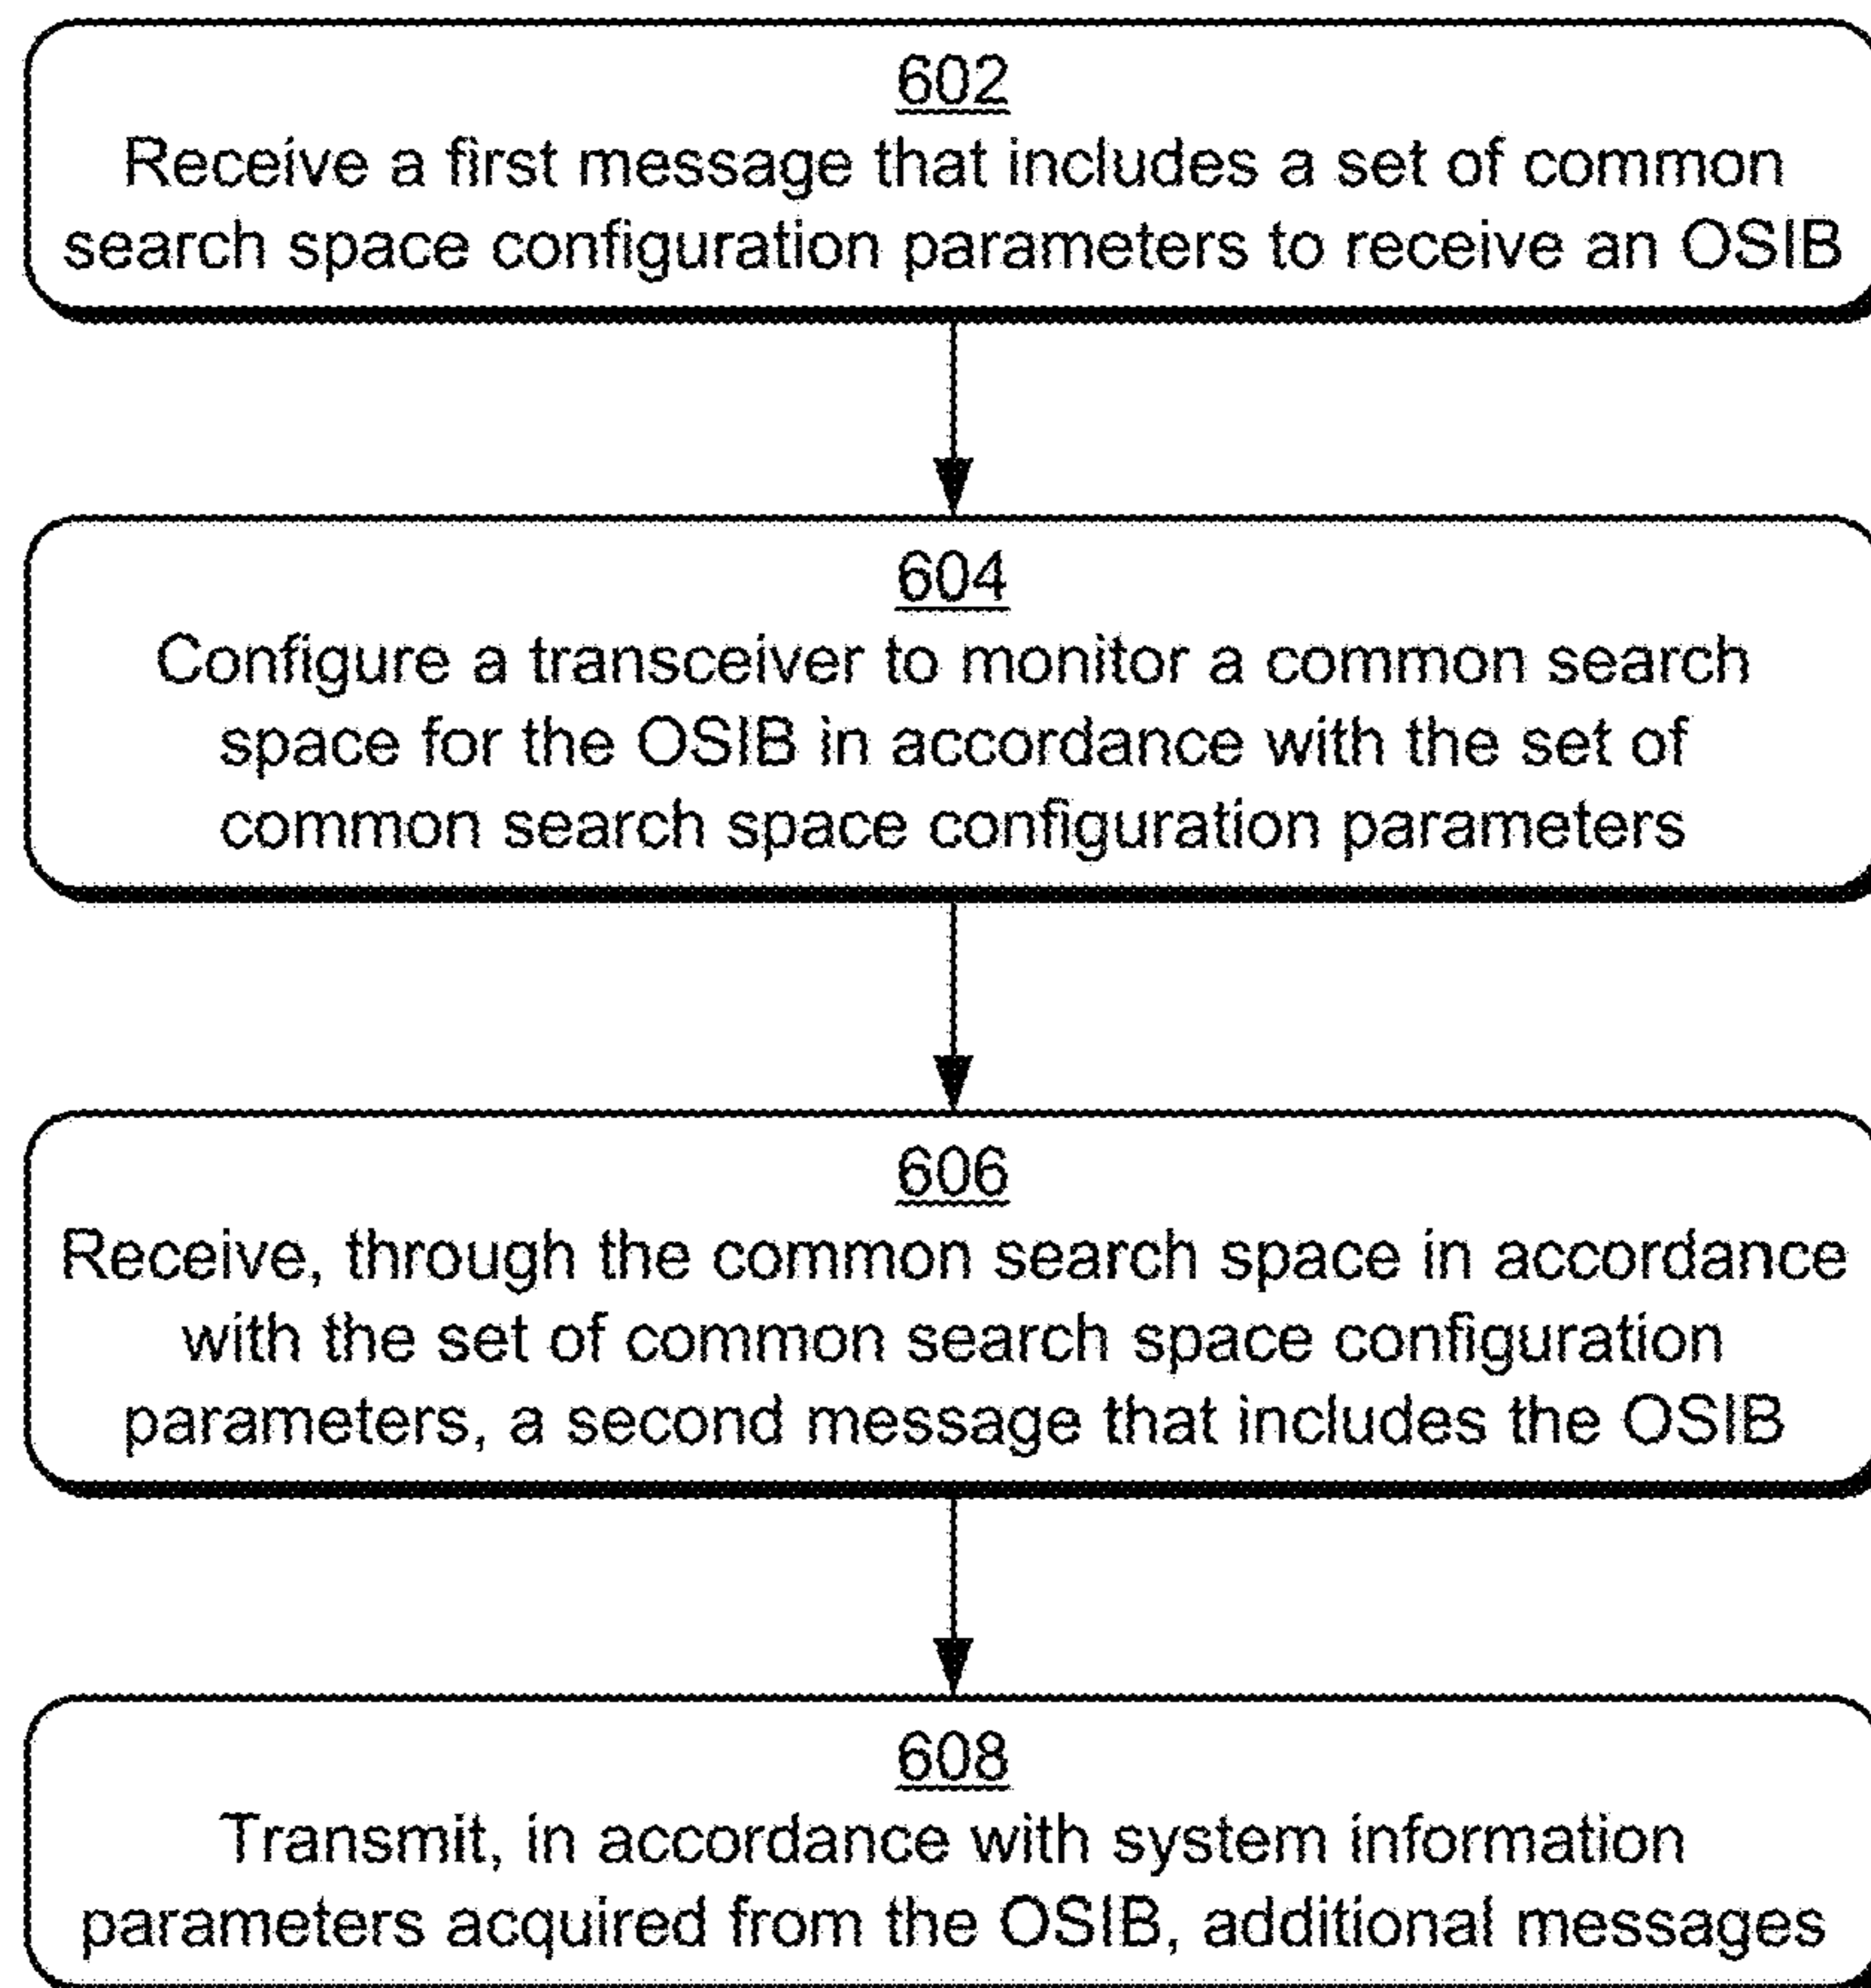 602
Receive a first message that includes a set of common
search space configuration parameters to receive an OSIB
604
Configure a transceiver to monitor a common search
space for the OSIB in accordance with the set of
common search space configuration parameters
606
Receive, through the common search space in accordance
with the set of common search space configuration
parameters, a second message that includes the OSIB
608
Transmit, in accordance with system information
parameters acquired from the OSIB, additional messages